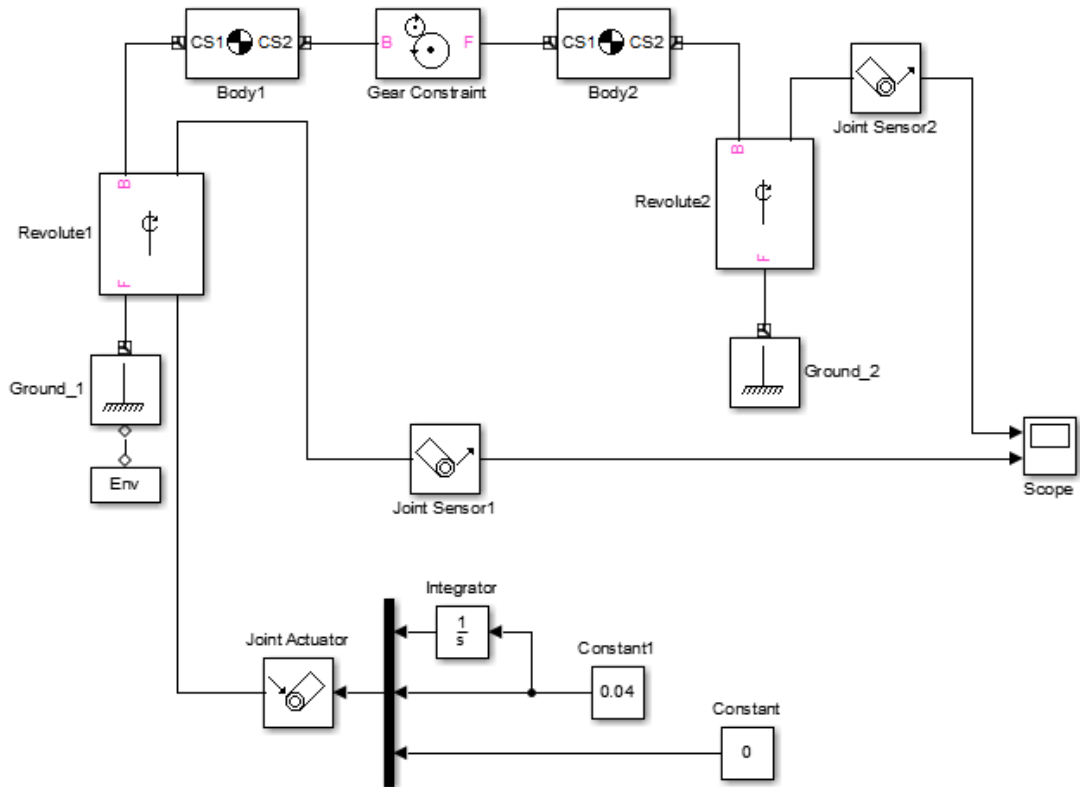 CS1 CS2
Body1
B F
Gear Constraint
CS1 CS2
Body2
Joint Sensor2
B
Revolute1
F
B
Revolute2
F
Ground_1
Env
Ground_2
Joint Sensor1
Scope
Integrator
1
s
Joint Actuator
Constant1
0.04
Constant
0